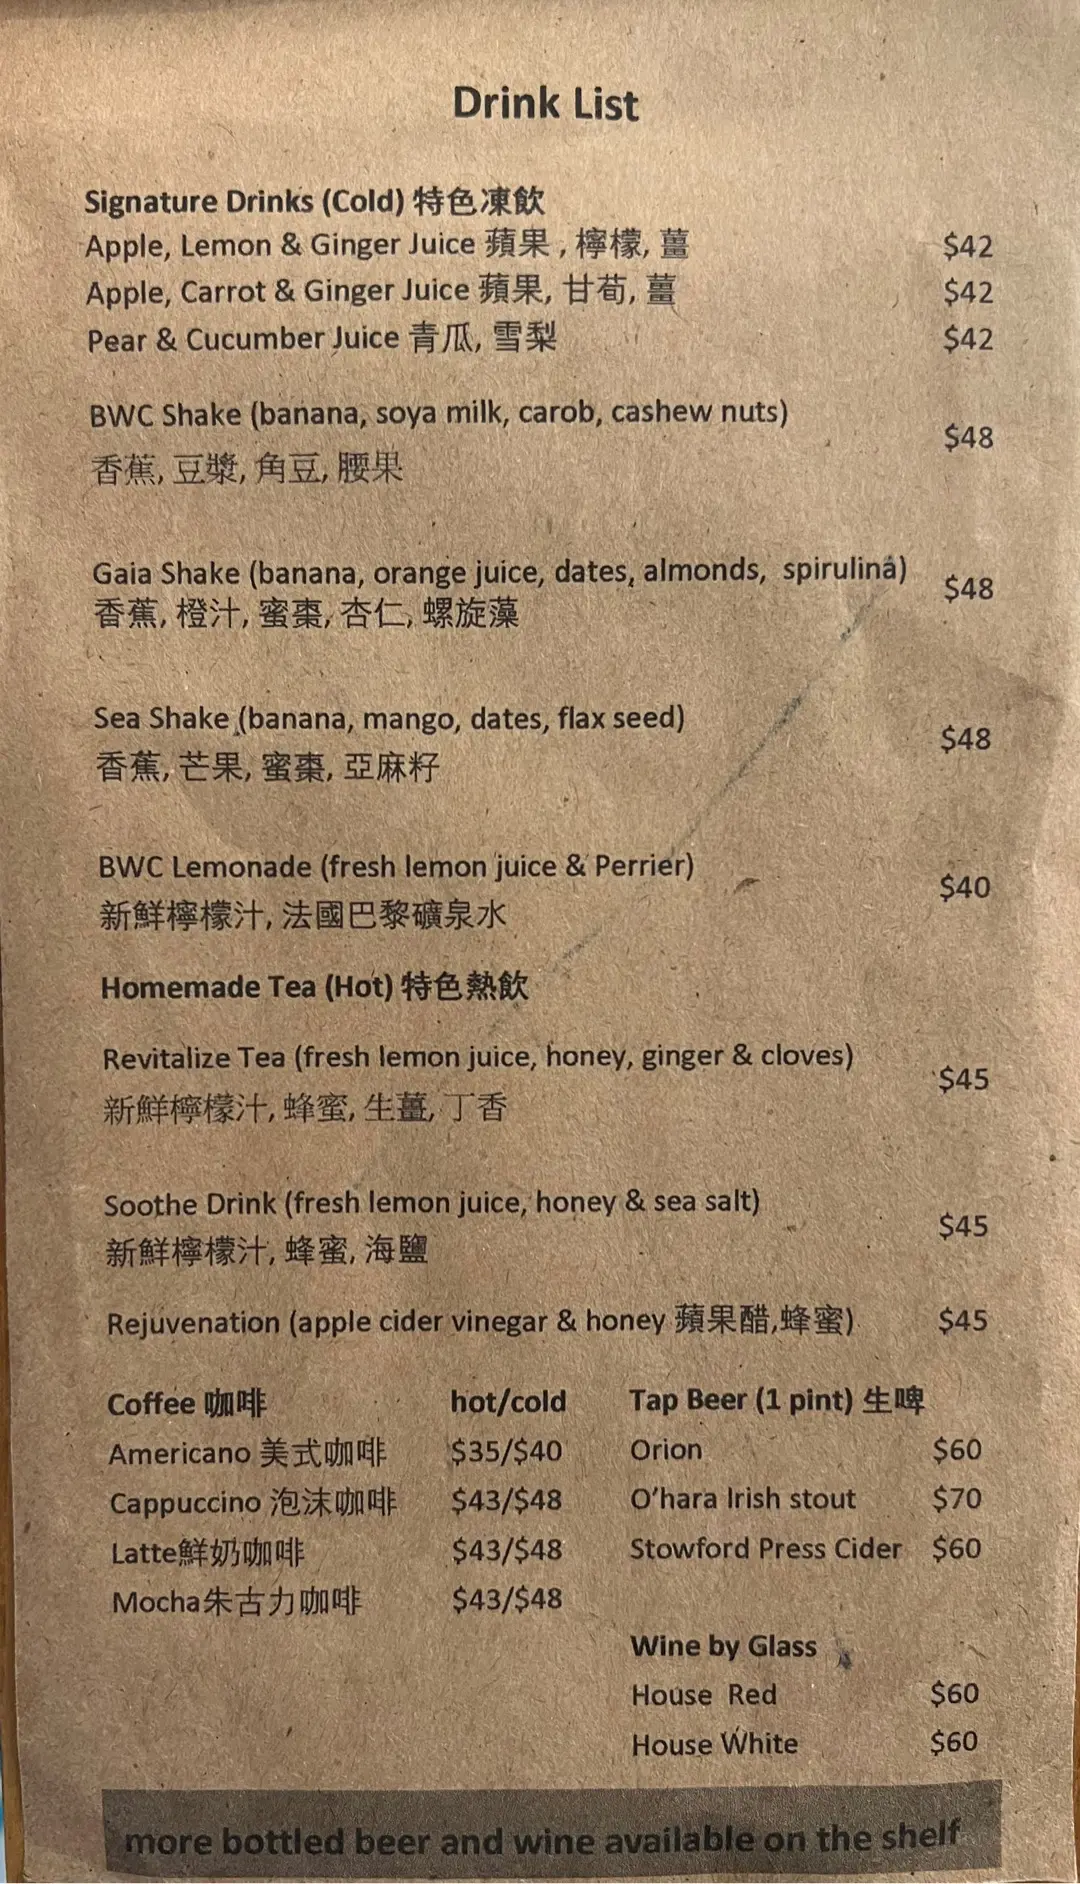 Drink List
Signature Drinks (Cold) 特色凍飲
Apple, Lemon & Ginger Juice 蘋果 , 檸檬, 薑 $42
Apple, Carrot & Ginger Juice 蘋果, 甘荀, 薑 $42
Pear & Cucumber Juice 青瓜, 雪梨 $42
BWC Shake (banana, soya milk, carob, cashew nuts)
$48
香蕉, 豆漿, 角豆, 腰果
Gaia Shake (banana, orange juice, dates, almonds, spirulina)
$48
香蕉, 橙汁, 蜜棗, 杏仁, 螺旋藻
Sea Shake (banana, mango, dates, flax seed)
$48
香蕉, 芒果, 蜜棗, 亞麻籽
BWC Lemonade (fresh lemon juice & Perrier)
$40
新鮮檸檬汁, 法國巴黎礦泉水
Homemade Tea (Hot) 特色熱飲
Revitalize Tea (fresh lemon juice, honey, ginger & cloves)
$45
新鮮檸檬汁, 蜂蜜, 生薑, 丁香
Soothe Drink (fresh lemon juice, honey & sea salt)
$45
新鮮檸檬汁, 蜂蜜, 海鹽
Rejuvenation (apple cider vinegar & honey 蘋果醋,蜂蜜) $45
Coffee 咖啡 hot/cold
Americano 美式咖啡 $35/$40
Cappuccino 泡沫咖啡 $43/$48
Latte鮮奶咖啡 $43/$48
Mocha朱古力咖啡 $43/$48
Tap Beer (1 pint) 生啤
Orion $60
O'hara Irish stout $70
Stowford Press Cider $60
Wine by Glass
House Red $60
House White $60
more bottled beer and wine available on the shelf